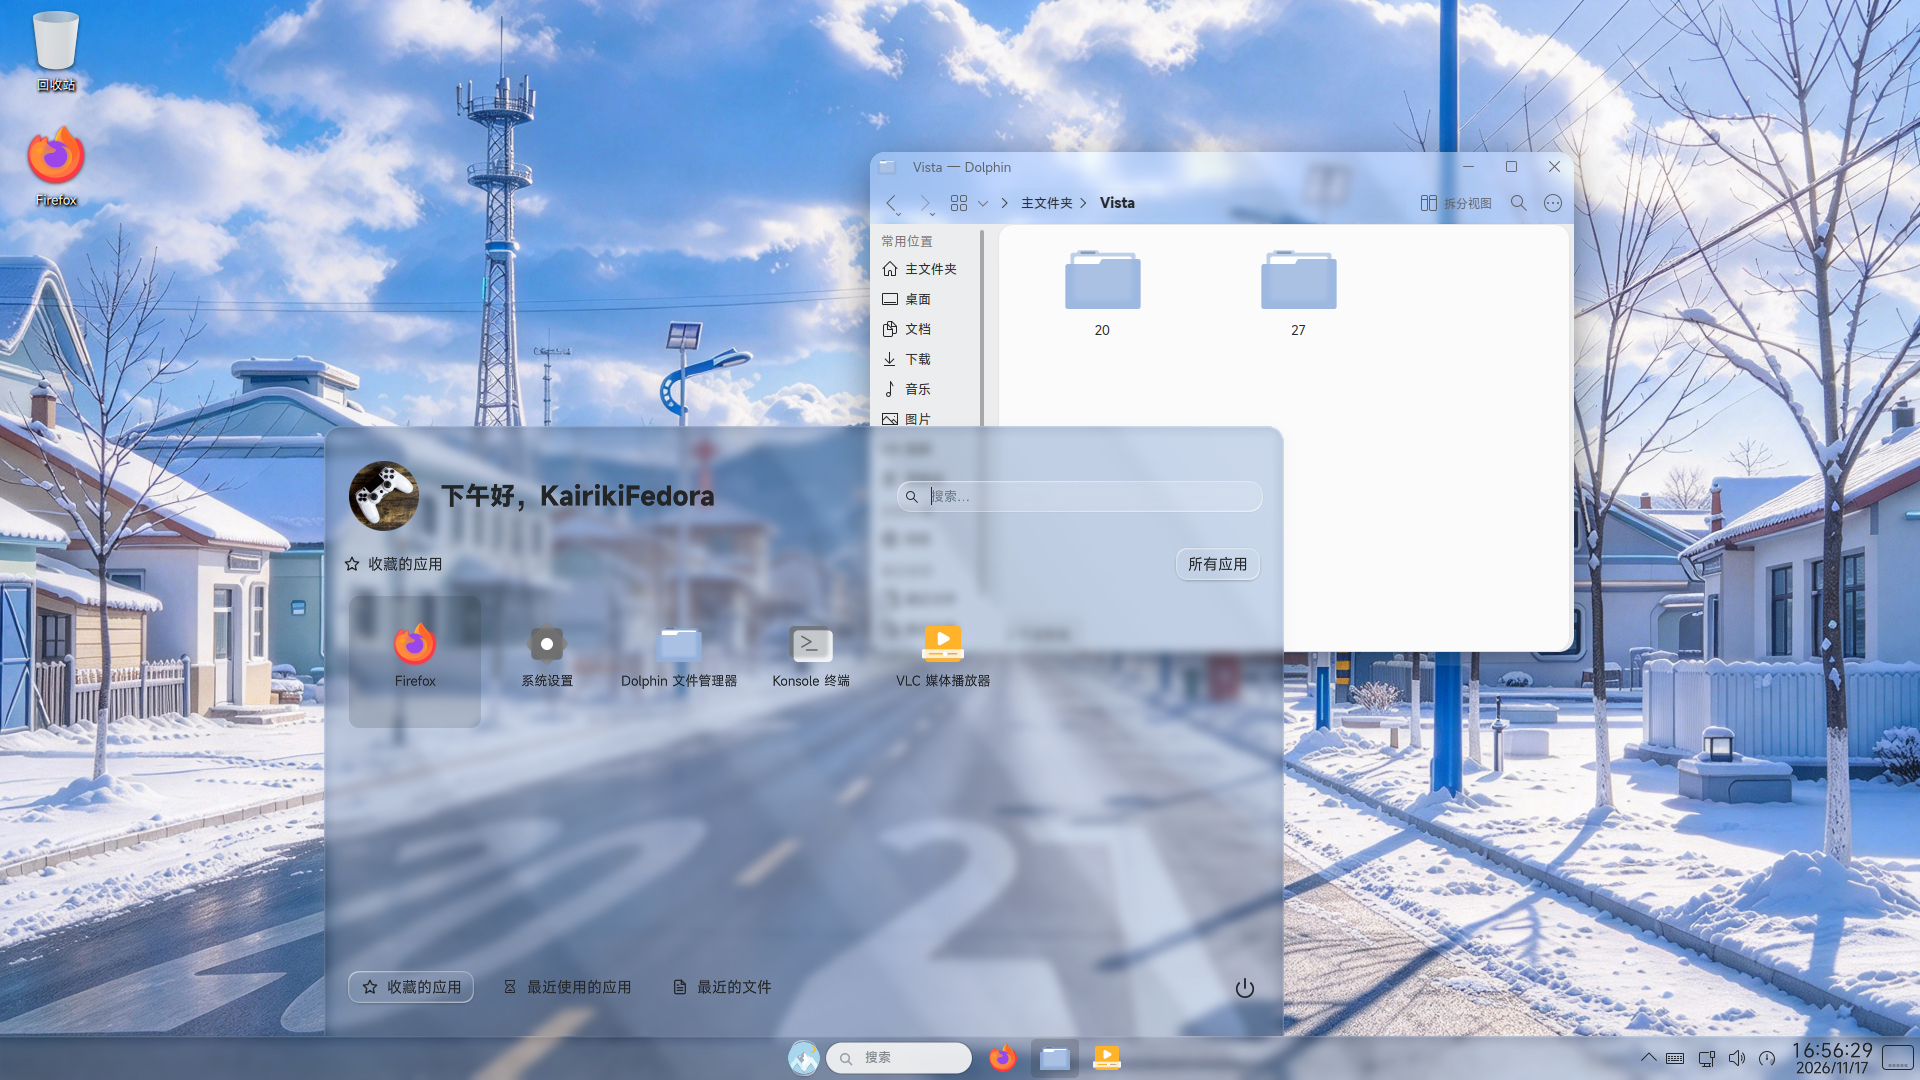 回收站
Firefox
Vista — Dolphin
主文件夹
Vista
拆分视图
常用位置
主文件夹
桌面
文档
下载
音乐
图片
20
27
下午好，KairikiFedora
搜索...
收藏的应用
所有应用
Firefox
系统设置
Dolphin 文件管理器
Konsole 终端
VLC 媒体播放器
收藏的应用
最近使用的应用
最近的文件
搜索
16:56:29
2026/11/17